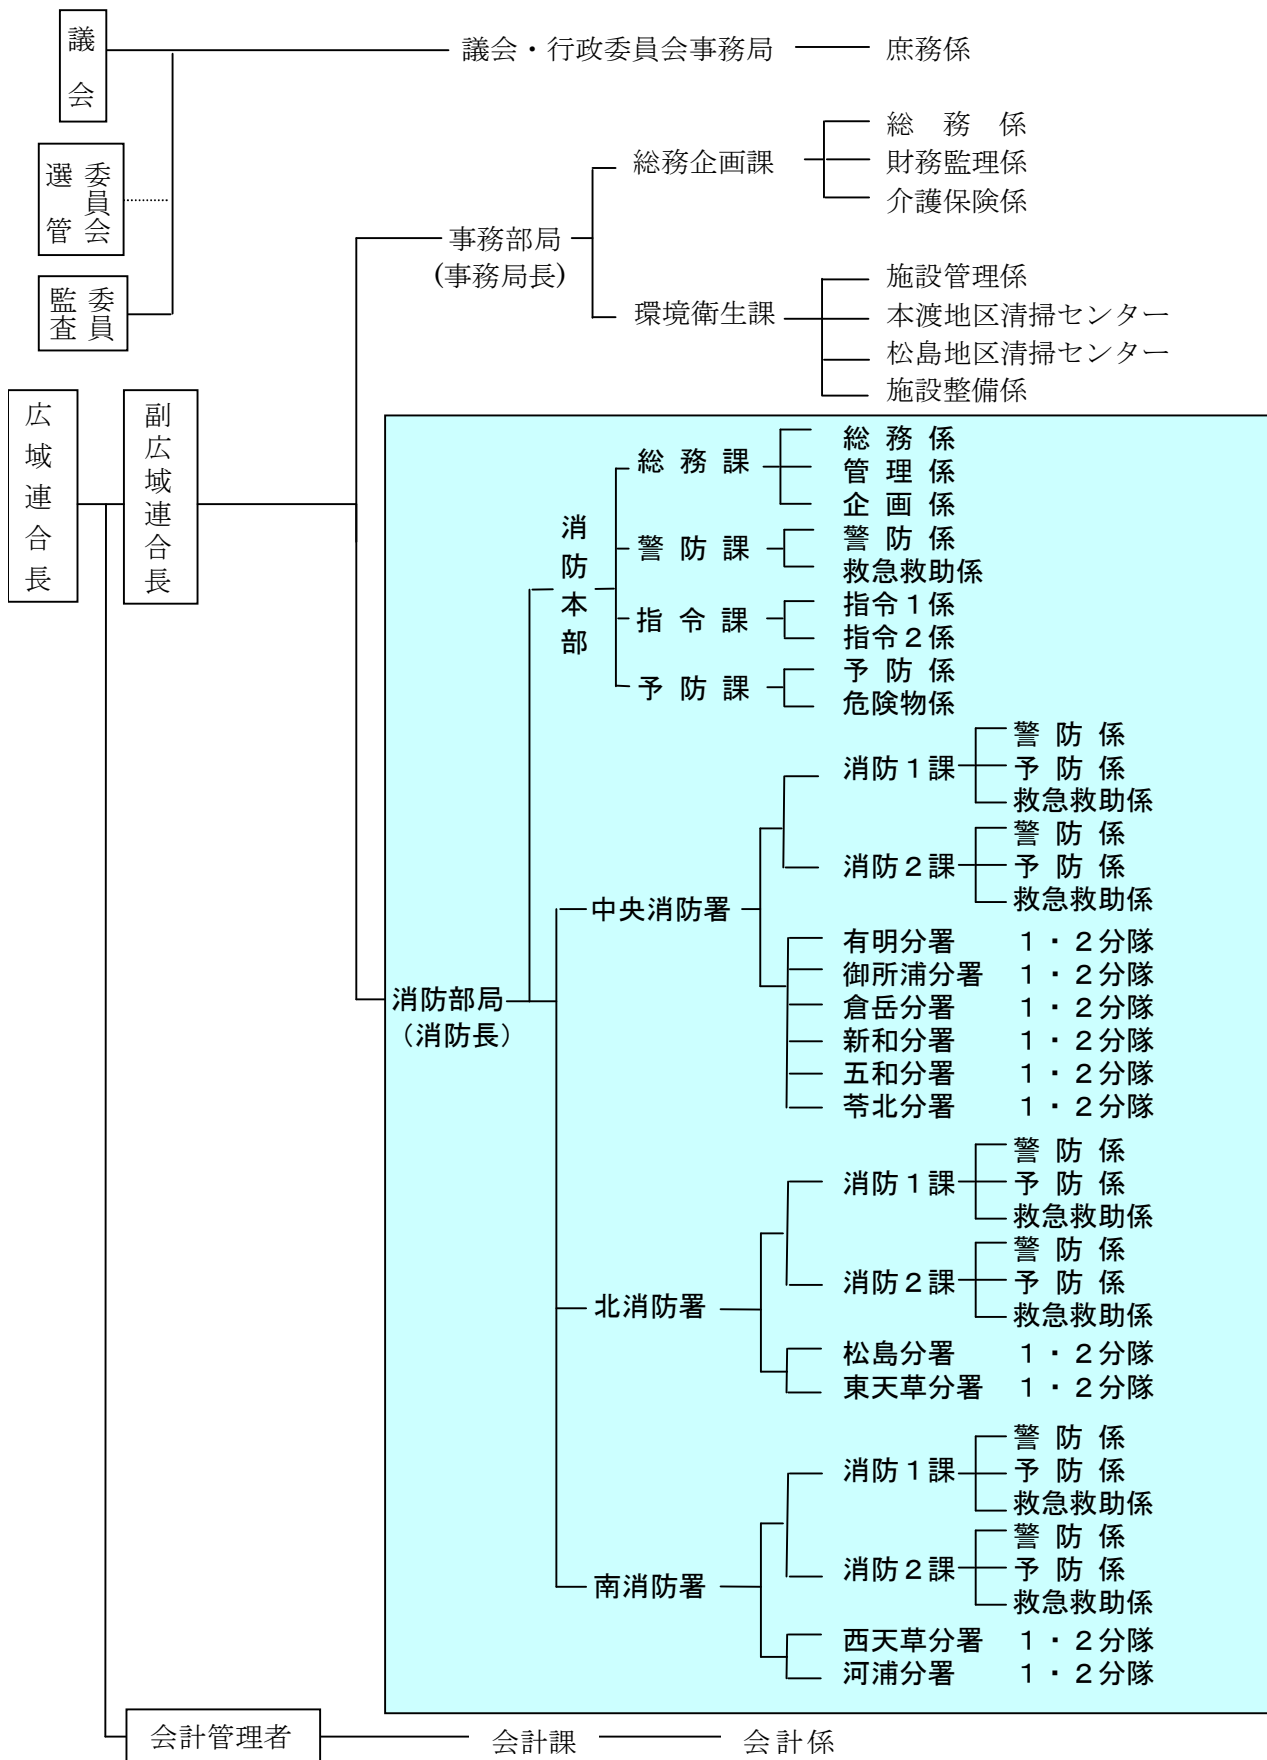 議会
議会・行政委員会事務局
庶務係
選管委員会
監査委員
総務係
総務企画課
財務監理係
介護保険係
事務部局
(事務局長)
施設管理係
環境衛生課
本渡地区清掃センター
松島地区清掃センター
施設整備係
広域連合長
副広域連合長
消防本部
総務課
総務係
管理係
企画係
警防課
警防係
救急救助係
指令課
指令1係
指令2係
予防課
予防係
危険物係
消防部局
(消防長)
中央消防署
消防1課
警防係
予防係
救急救助係
消防2課
警防係
予防係
救急救助係
有明分署 1・2分隊
御所浦分署 1・2分隊
倉岳分署 1・2分隊
新和分署 1・2分隊
五和分署 1・2分隊
苓北分署 1・2分隊
北消防署
消防1課
警防係
予防係
救急救助係
消防2課
警防係
予防係
救急救助係
松島分署 1・2分隊
東天草分署 1・2分隊
南消防署
消防1課
警防係
予防係
救急救助係
消防2課
警防係
予防係
救急救助係
西天草分署 1・2分隊
河浦分署 1・2分隊
会計管理者
会計課
会計係